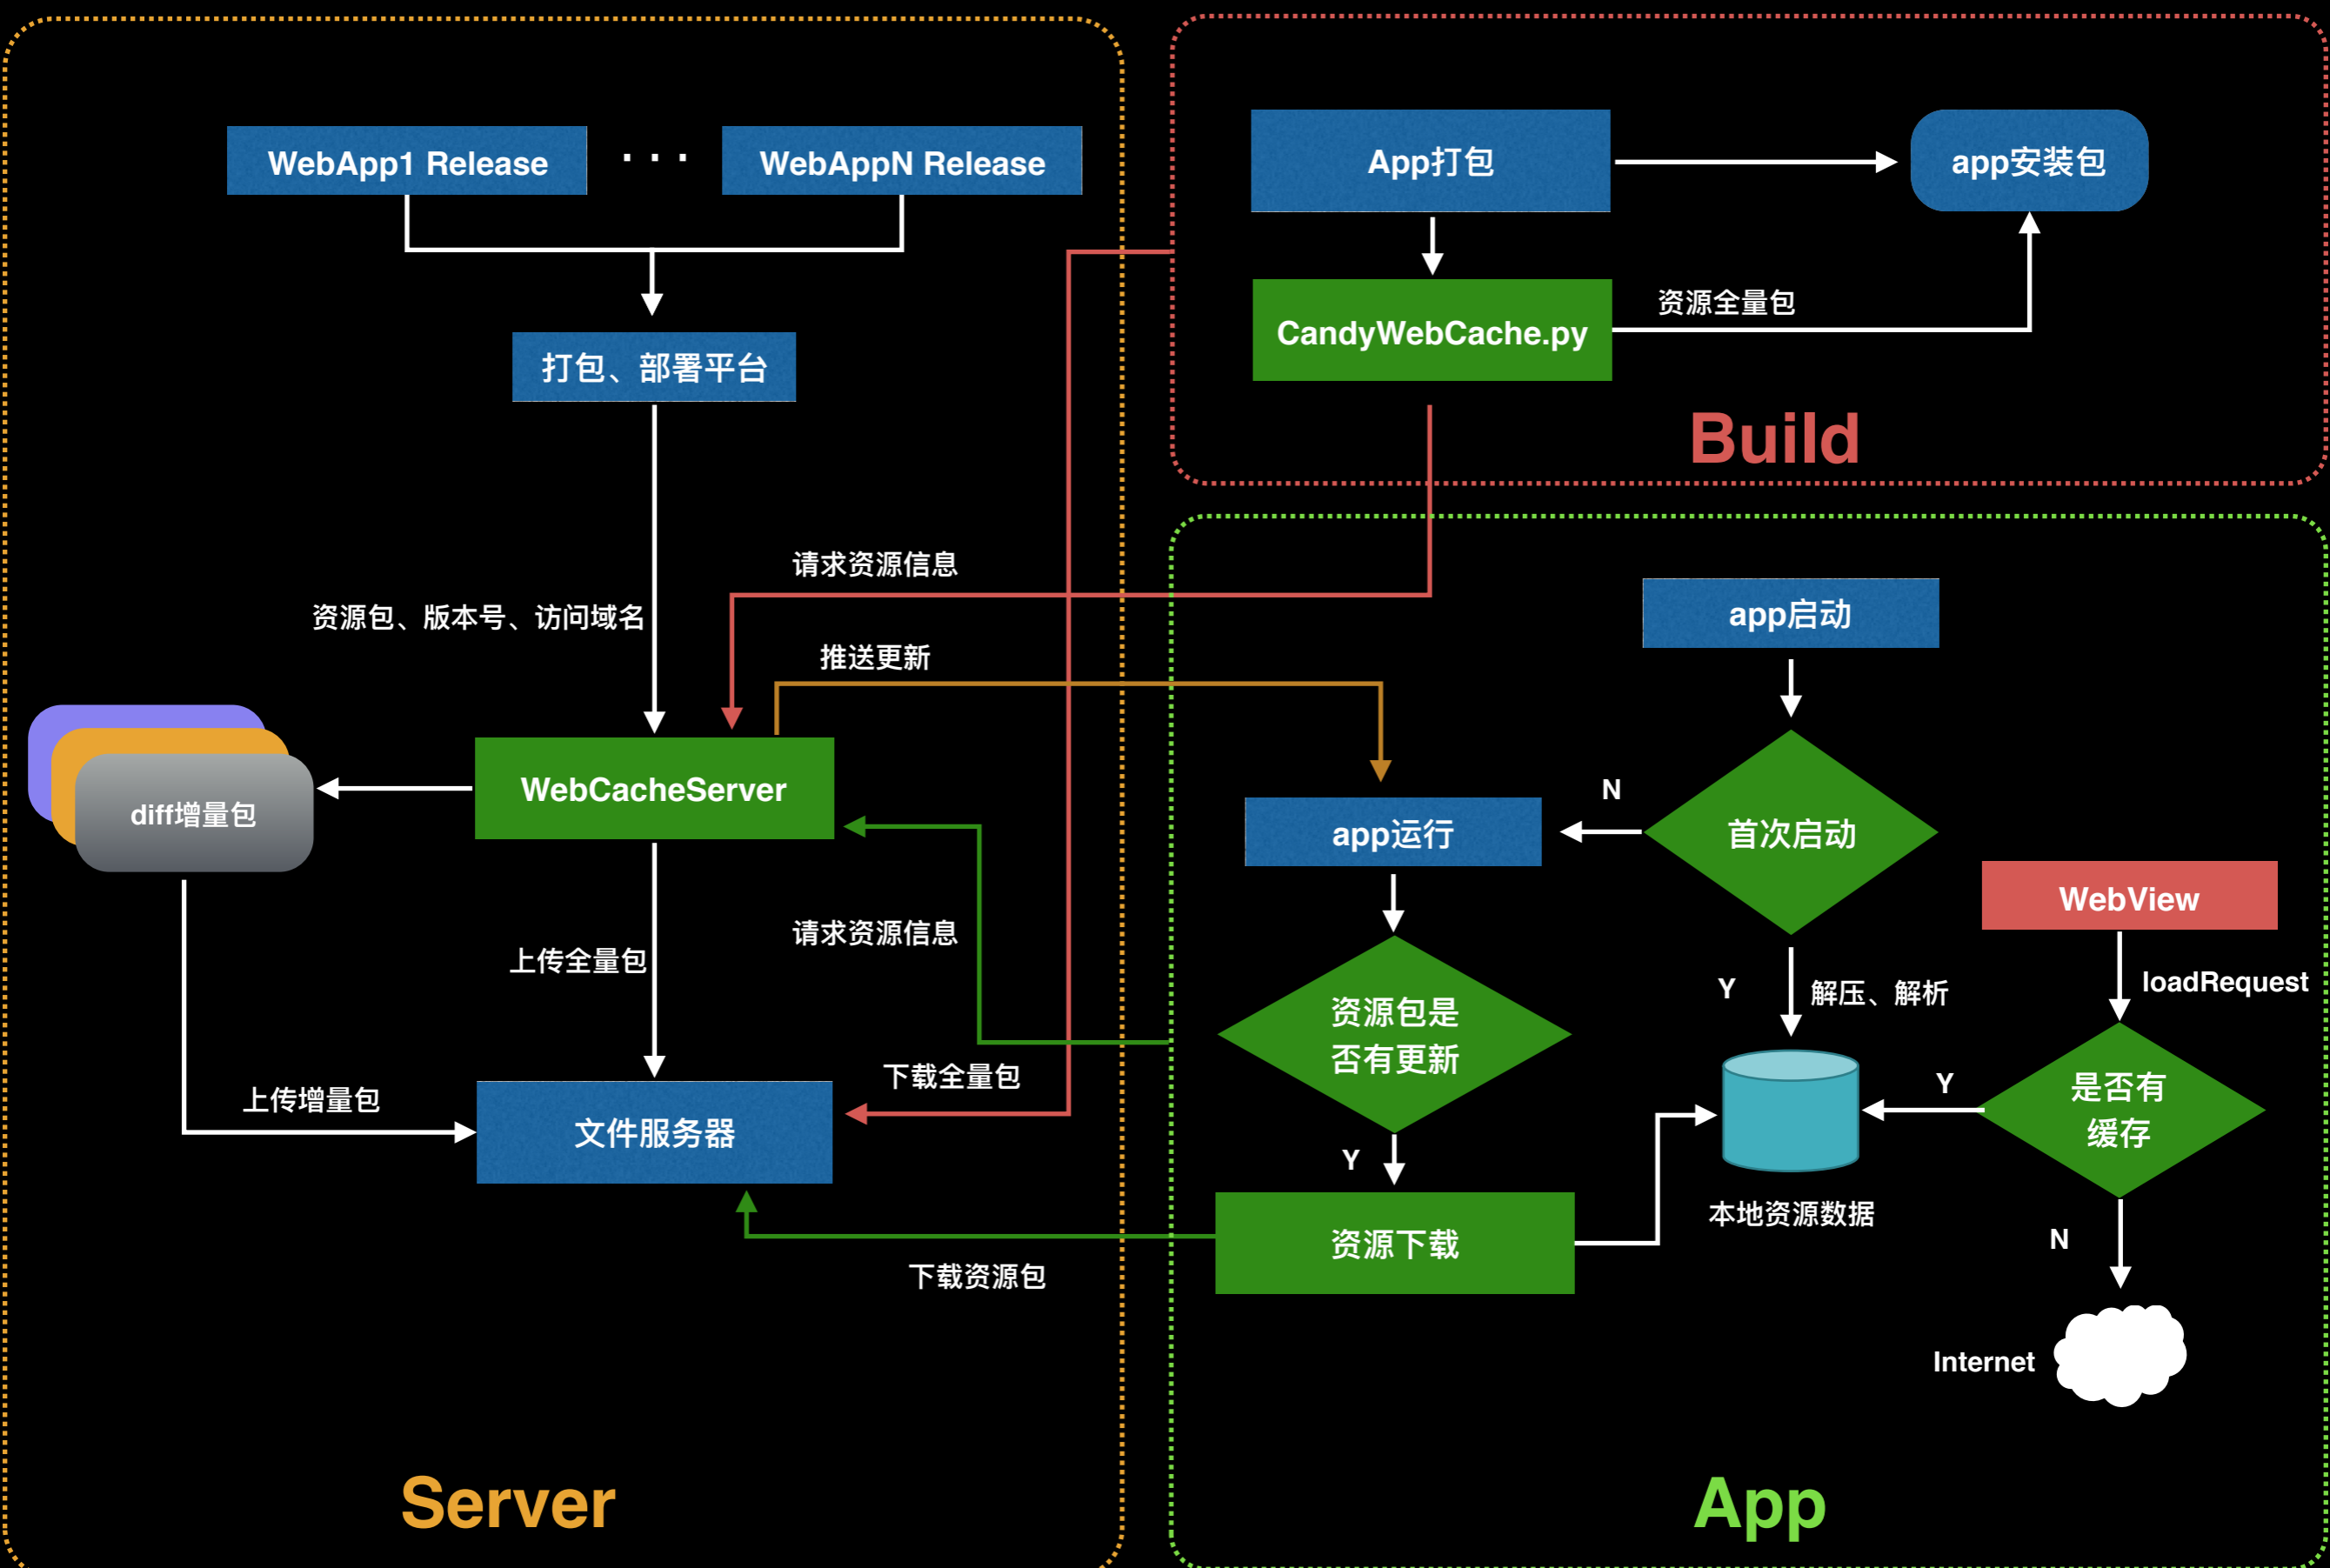 WebApp1 Release
· · ·
WebAppN Release
打包、部署平台
资源包、版本号、访问域名
请求资源信息
推送更新
WebCacheServer
diff增量包
上传全量包
请求资源信息
上传增量包
下载全量包
文件服务器
下载资源包
Server
App打包
app安装包
CandyWebCache.py
资源全量包
Build
app启动
首次启动
N
app运行
Y
解压、解析
WebView
loadRequest
资源包是
否有更新
Y
资源下载
本地资源数据
是否有
缓存
Y
N
Internet
App